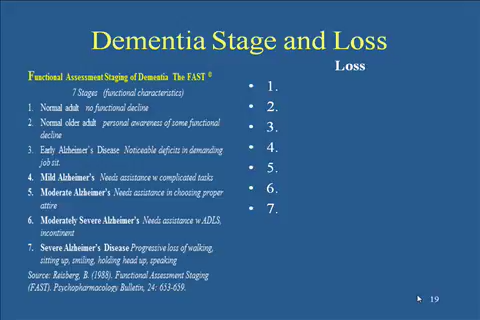 Dementia Stage and Loss
Functional Assessment Staging of Dementia The FAST ©
7 Stages (functional characteristics)
1. Normal adult no functional decline
2. Normal older adult personal awareness of some functional
decline
3. Early Alzheimer's Disease Noticeable deficits in demanding
job sit.
4. Mild Alzheimer's Needs assistance w complicated tasks
5. Moderate Alzheimer's Needs assistance in choosing proper
attire
6. Moderately Severe Alzheimer's Needs assistance w ADLS,
incontinent
7. Severe Alzheimer's Disease Progressive loss of walking,
sitting up, smiling, holding head up, speaking
Source: Reisberg, B. (1988). Functional Assessment Staging
(FAST). Psychopharmacology Bulletin, 24: 653-659.
Loss
• 1.
• 2.
• 3.
• 4.
• 5.
• 6.
• 7.
19